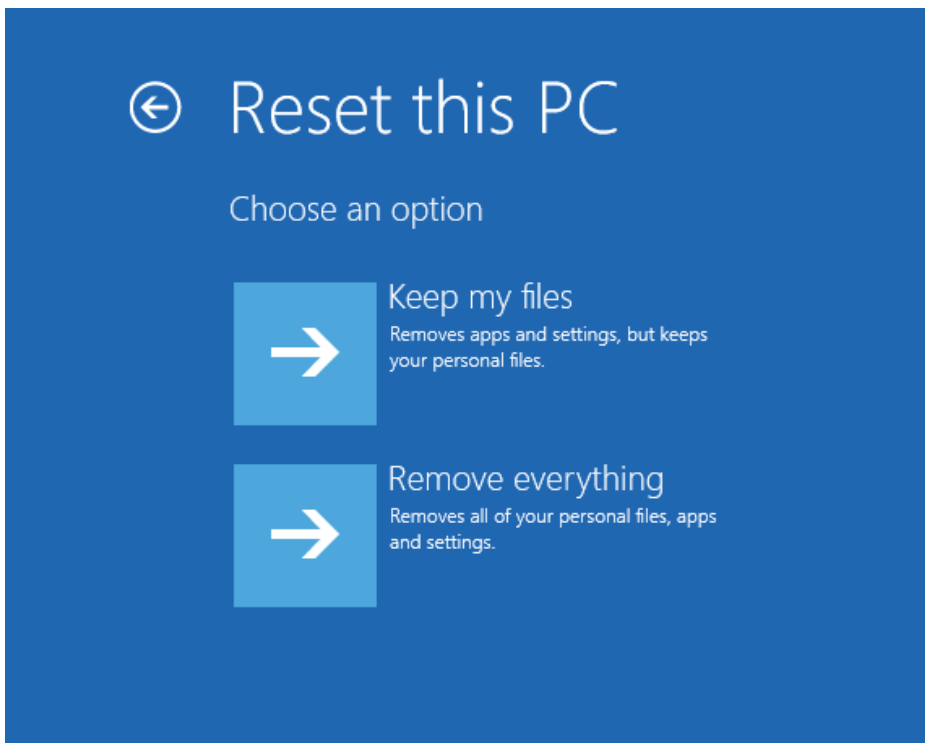 Reset this PC
Choose an option
Keep my files
Removes apps and settings, but keeps
your personal files.
Remove everything
Removes all of your personal files, apps
and settings.